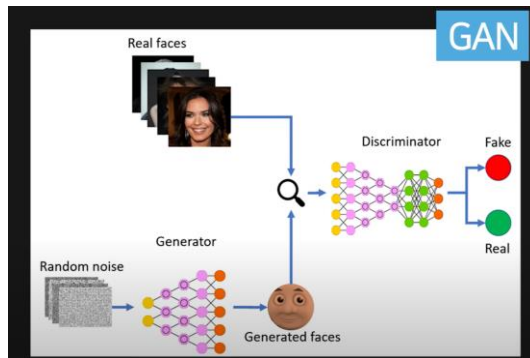 GAN
Real faces
Discriminator
Fake
Generator
Real
Random noise
Generated faces